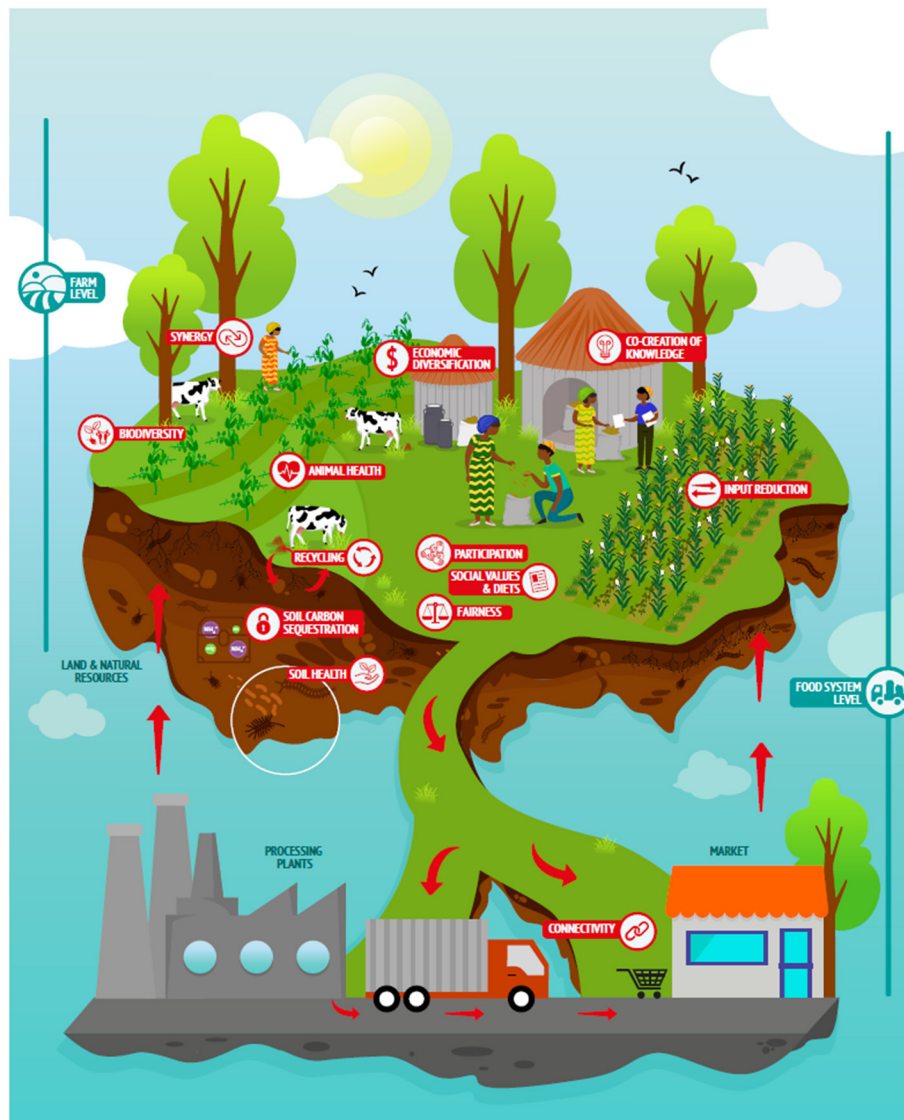 FARM
LEVEL
SYNERGY
$
ECONOMIC
DIVERSIFICATION
CO-CREATION OF
KNOWLEDGE
BIODIVERSITY
ANIMAL HEALTH
INPUT REDUCTION
RECYCLING
PARTICIPATION
SOCIAL VALUES
& DIETS
FAIRNESS
SOIL CARBON
SEQUESTRATION
SOIL HEALTH
LAND & NATURAL
RESOURCES
FOOD SYSTEM
LEVEL
PROCESSING
PLANTS
MARKET
CONNECTIVITY